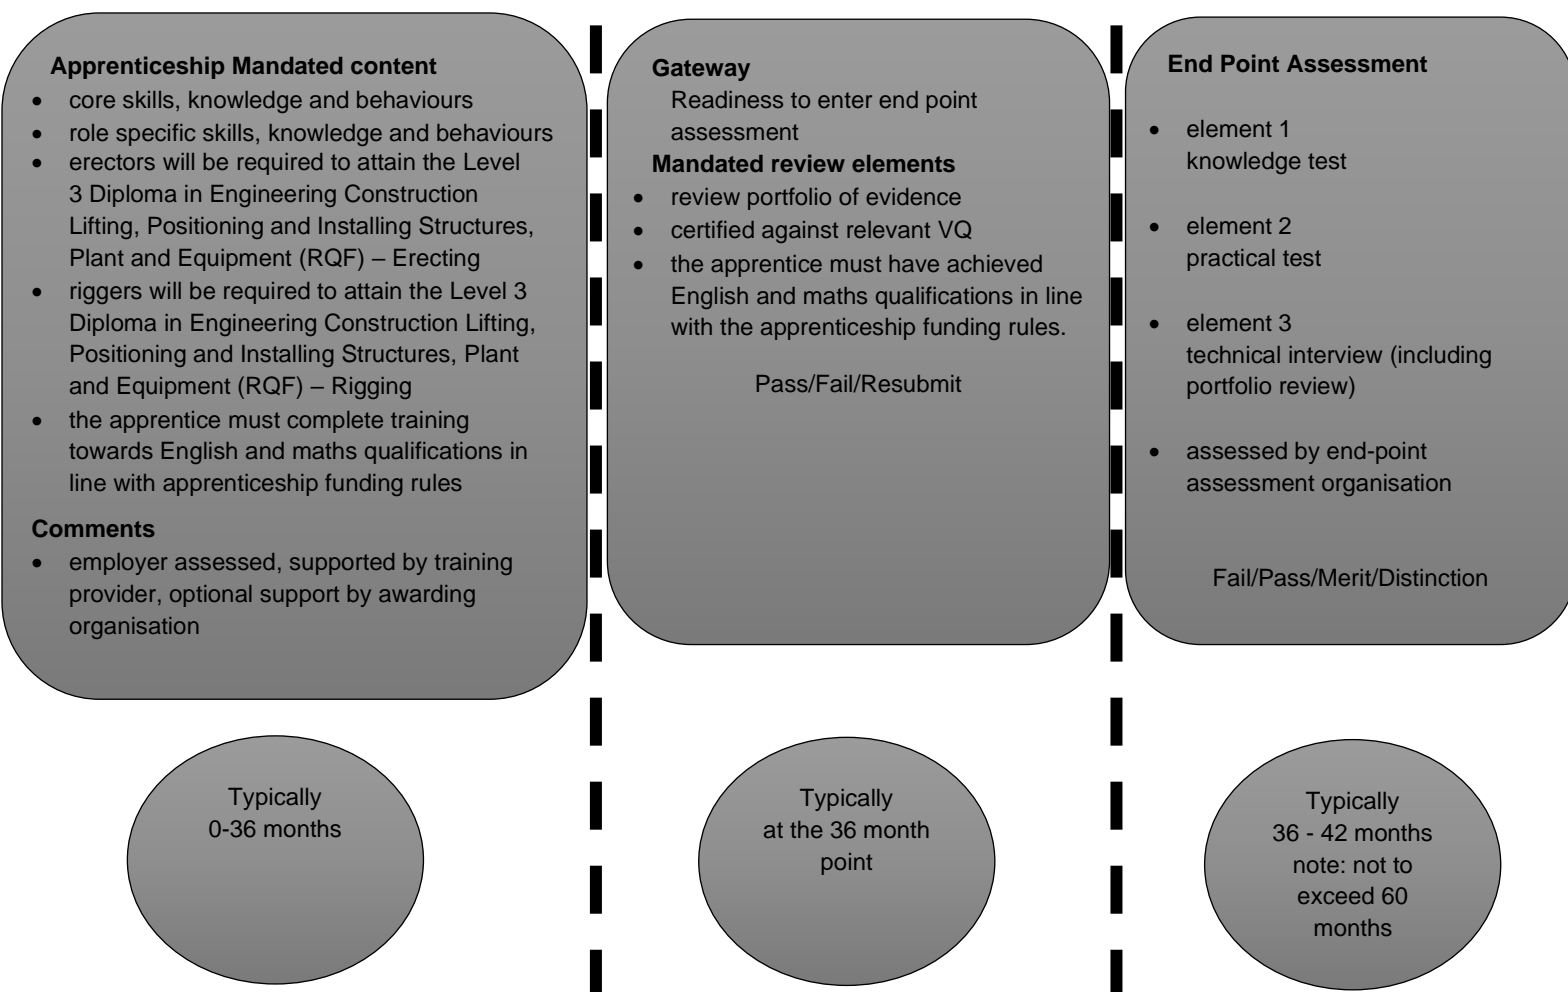 Apprenticeship Mandated content
• core skills, knowledge and behaviours
• role specific skills, knowledge and behaviours
• erectors will be required to attain the Level
3 Diploma in Engineering Construction
Lifting, Positioning and Installing Structures,
Plant and Equipment (RQF) – Erecting
• riggers will be required to attain the Level 3
Diploma in Engineering Construction Lifting,
Positioning and Installing Structures, Plant
and Equipment (RQF) – Rigging
• the apprentice must complete training
towards English and maths qualifications in
line with apprenticeship funding rules
Comments
• employer assessed, supported by training
provider, optional support by awarding
organisation
Typically
0-36 months
Gateway
Readiness to enter end point
assessment
Mandated review elements
• review portfolio of evidence
• certified against relevant VQ
• the apprentice must have achieved
English and maths qualifications in line
with the apprenticeship funding rules.
Pass/Fail/Resubmit
Typically
at the 36 month
point
End Point Assessment
• element 1
knowledge test
• element 2
practical test
• element 3
technical interview (including
portfolio review)
• assessed by end-point
assessment organisation
Fail/Pass/Merit/Distinction
Typically
36 - 42 months
note: not to
exceed 60
months